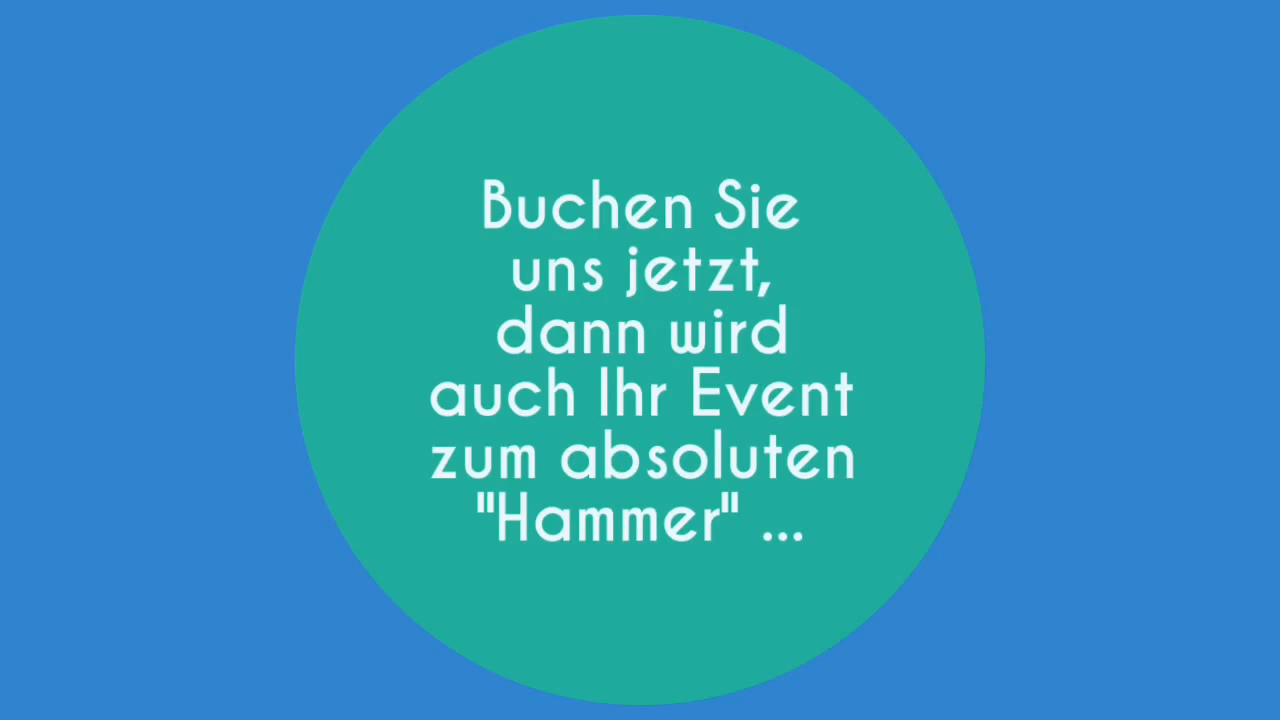 Buchen Sie
uns jetzt,
dann wird
auch Ihr Event
zum absoluten
"Hammer" ...